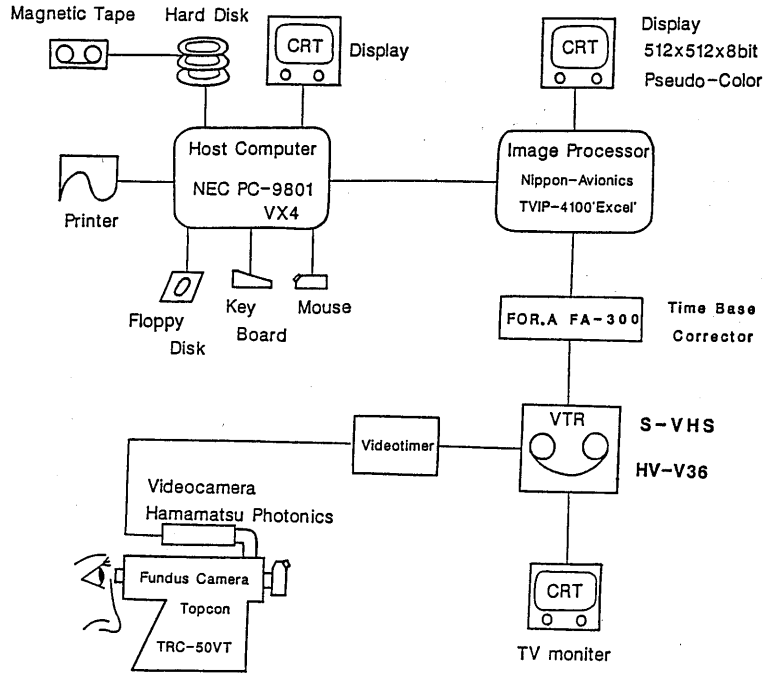 Magnetic Tape
Hard Disk
CRT
Display
CRT
Display
512x512x8bit
Pseudo-Color
Host Computer
NEC PC-9801
VX4
Image Processor
Nippon-Avionics
TVIP-4100'Excel'
Printer
Floppy
Disk
Key
Board
Mouse
FOR.A FA-300
Time Base
Corrector
VTR
S-VHS
HV-V36
Videotimer
Videocamera
Hamamatsu Photonics
Fundus Camera
Topcon
TRC-50VT
CRT
TV moniter